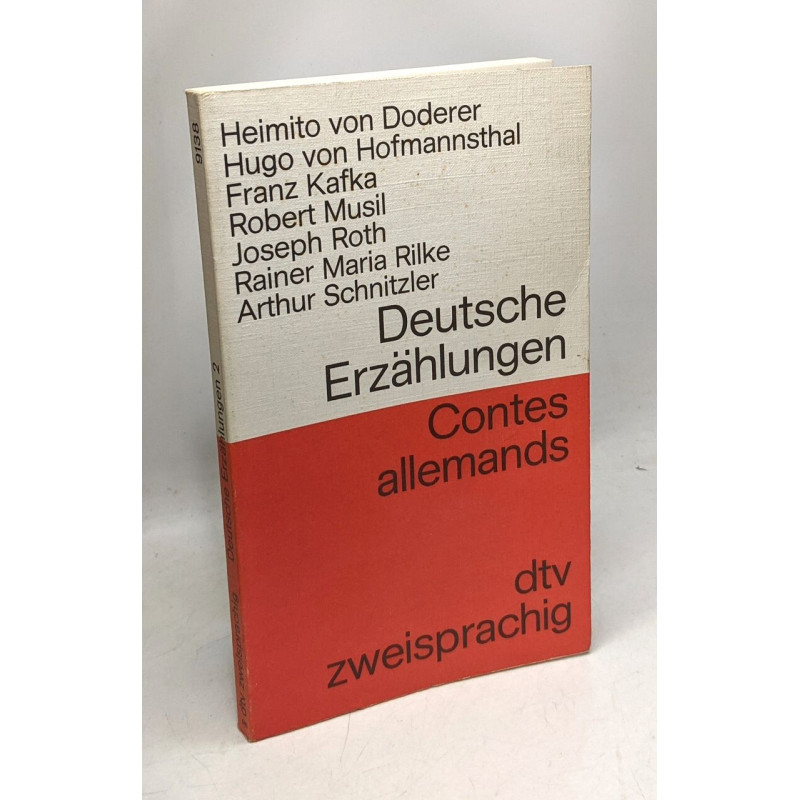 Heimito von Doderer
Hugo von Hofmannsthal
Franz Kafka
Robert Musil
Joseph Roth
Rainer Maria Rilke
Arthur Schnitzler
Deutsche
Erzählungen
Contes
allemands
dtv
zweisprachig
9138
Deutsche Erzählungen 2
dtv zweisprachig